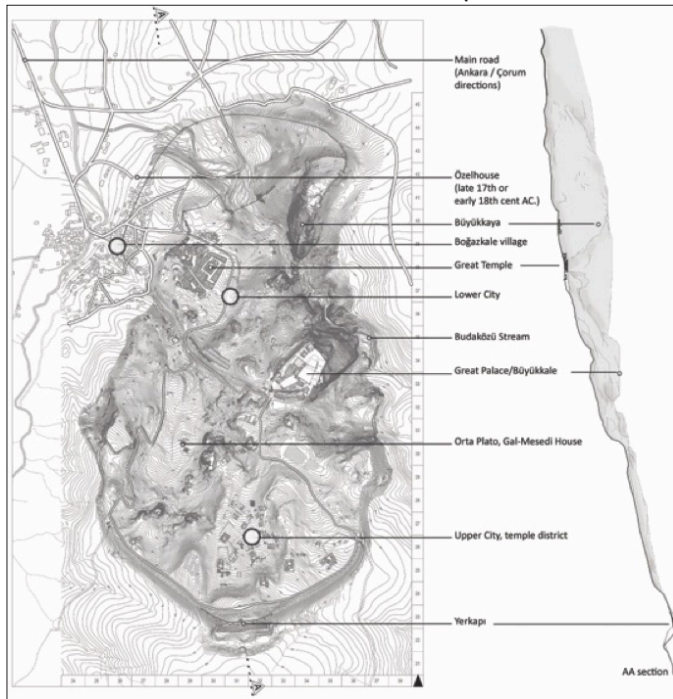 A
Main road
(Ankara / Çorum
directions)
Özelhouse
(late 17th or
early 18th cent AC.)
Büyükkaya
Boğazkale village
Great Temple
Lower City
Budaközü Stream
Great Palace/Büyükkale
Orta Plato, Gal-Mesedi House
Upper City, temple district
Yerkapı
AA section
A